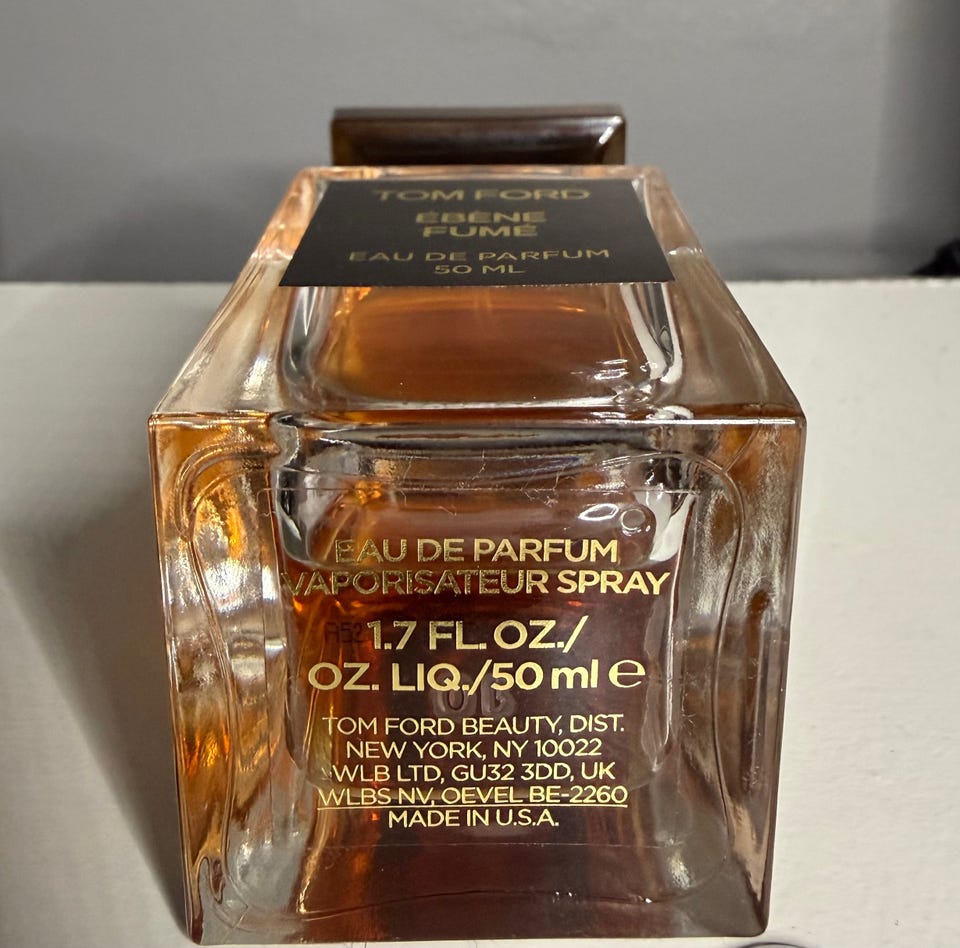 TOM FORD
ÉBÈNE
FUMÉ
EAU DE PARFUM
50 ML
EAU DE PARFUM
VAPORISATEUR SPRAY
A52
1.7 FL. OZ./
OZ. LIQ./50 ml e
TOM FORD BEAUTY, DIST.
NEW YORK, NY 10022
WLB LTD, GU32 3DD, UK
WLBS NV, OEVEL BE-2260
MADE IN U.S.A.